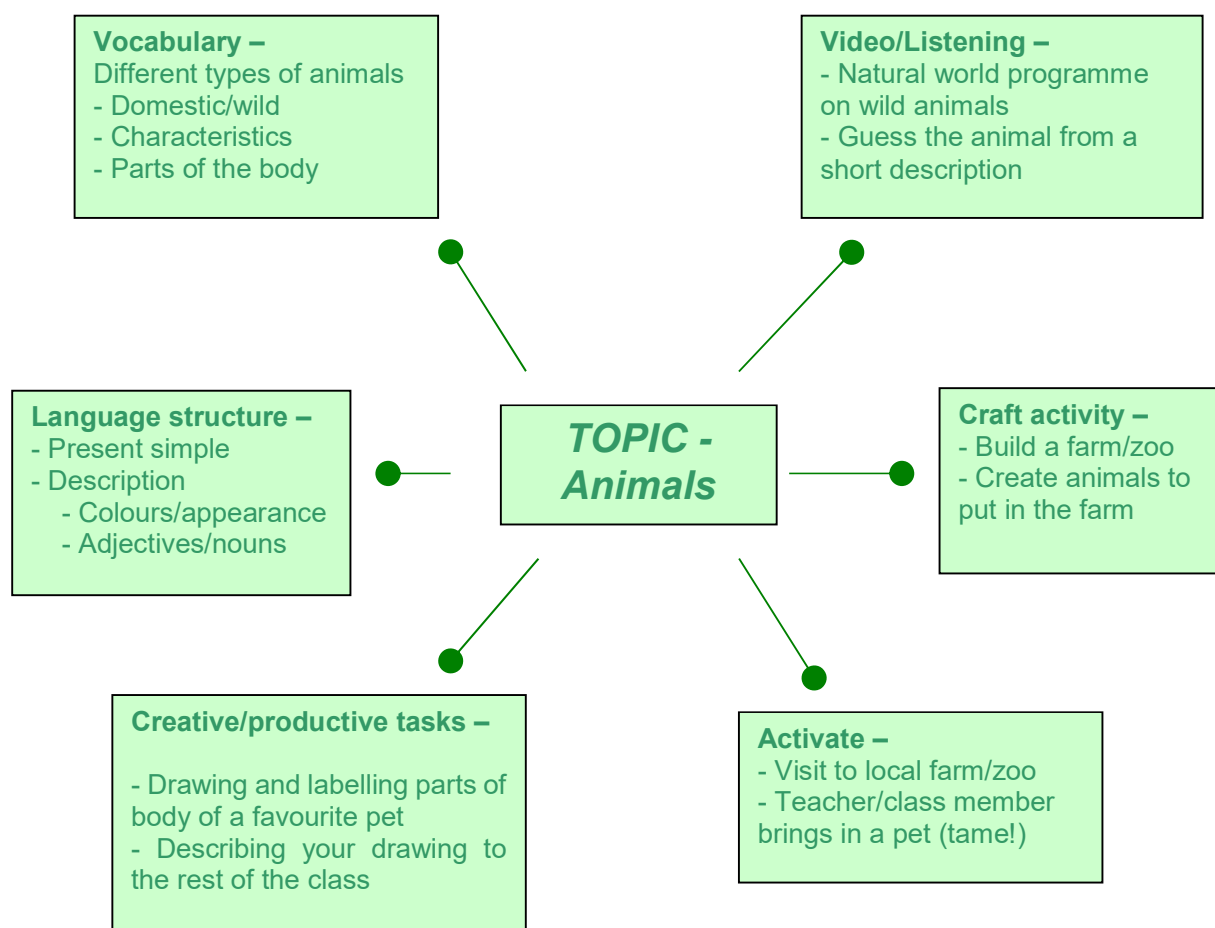 Vocabulary –
Different types of animals
- Domestic/wild
- Characteristics
- Parts of the body
Video/Listening –
- Natural world programme
on wild animals
- Guess the animal from a
short description
Language structure –
- Present simple
- Description
- Colours/appearance
- Adjectives/nouns
TOPIC -
Animals
Craft activity –
- Build a farm/zoo
- Create animals to
put in the farm
Creative/productive tasks –
- Drawing and labelling parts of
body of a favourite pet
- Describing your drawing to
the rest of the class
Activate –
- Visit to local farm/zoo
- Teacher/class member
brings in a pet (tame!)